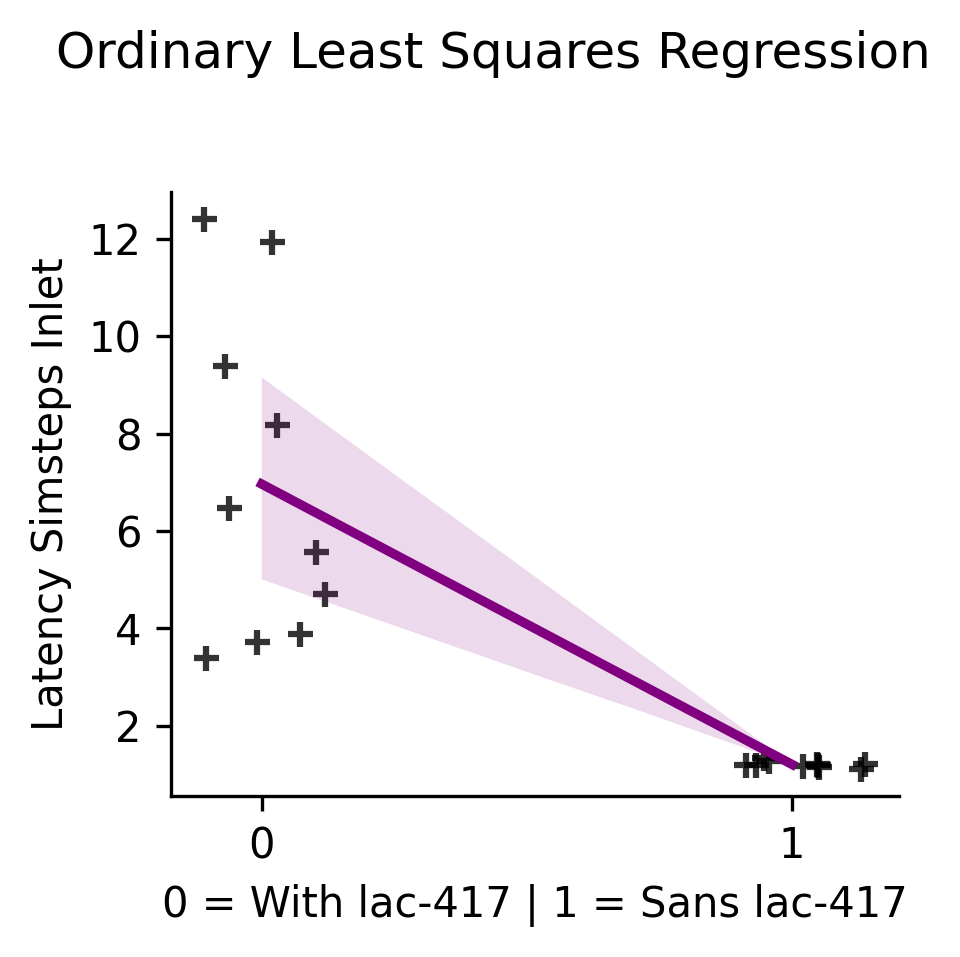 Ordinary Least Squares Regression
Latency Simsteps Inlet
12
10
8
6
4
2
0
1
0 = With lac-417 | 1 = Sans lac-417